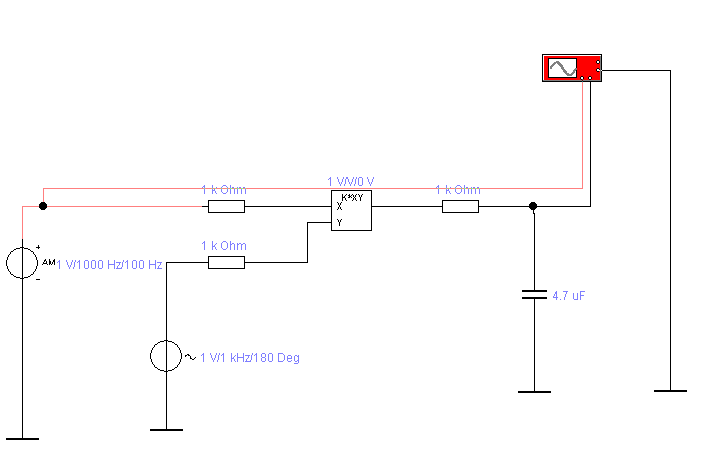 1 V/V/0 V
1 k Ohm
1 k Ohm
K*XY
X
Y
1 k Ohm
+
AM
1 V/1000 Hz/100 Hz
-
4.7 uF
1 V/1 kHz/180 Deg